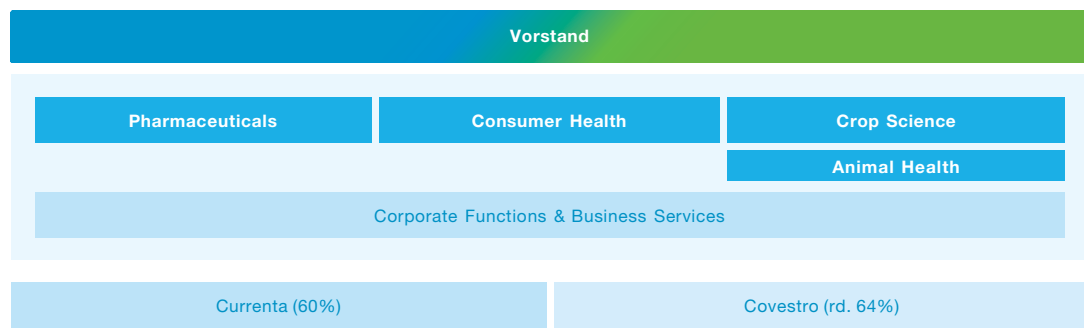 Vorstand
Pharmaceuticals
Consumer Health
Crop Science
Animal Health
Corporate Functions & Business Services
Currenta (60%)
Covestro (rd. 64%)